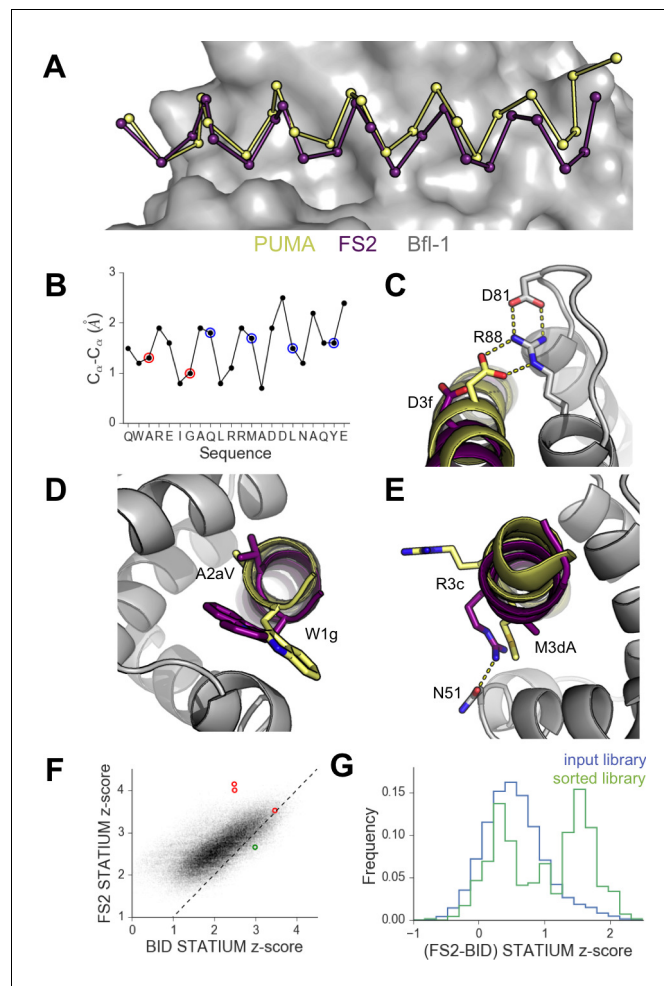 A
PUMA FS2 Bfl-1
B
3
2
1
0
Cα-Cα (Å)
Q W A R E I G A Q L R R M A D D L N A Q Y E
Sequence
C
D81
R88
D3f
D
A2aV
W1g
E
R3c
M3dA
N51
F
FS2 STATIUM z-score
4
3
2
1
0 1 2 3 4
BID STATIUM z-score
G
input library
sorted library
Frequency
0.15
0.10
0.05
0.00
−1 0 1 2
(FS2-BID) STATIUM z-score